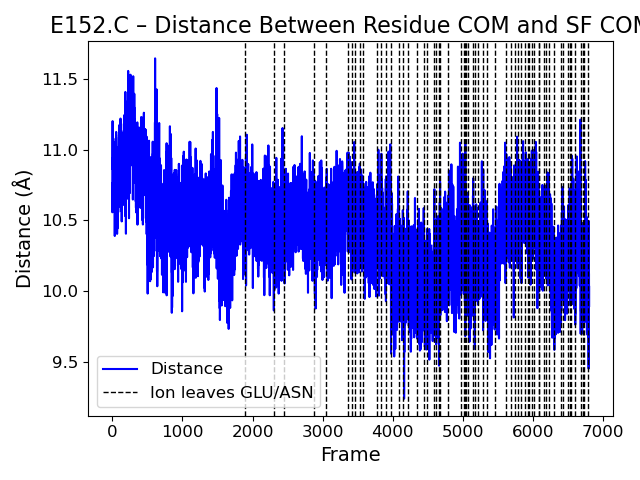 E152.C – Distance Between Residue COM and SF COM
11.5
11.0
10.5
10.0
9.5
Distance (Å)
Distance
Ion leaves GLU/ASN
0 1000 2000 3000 4000 5000 6000 7000
Frame